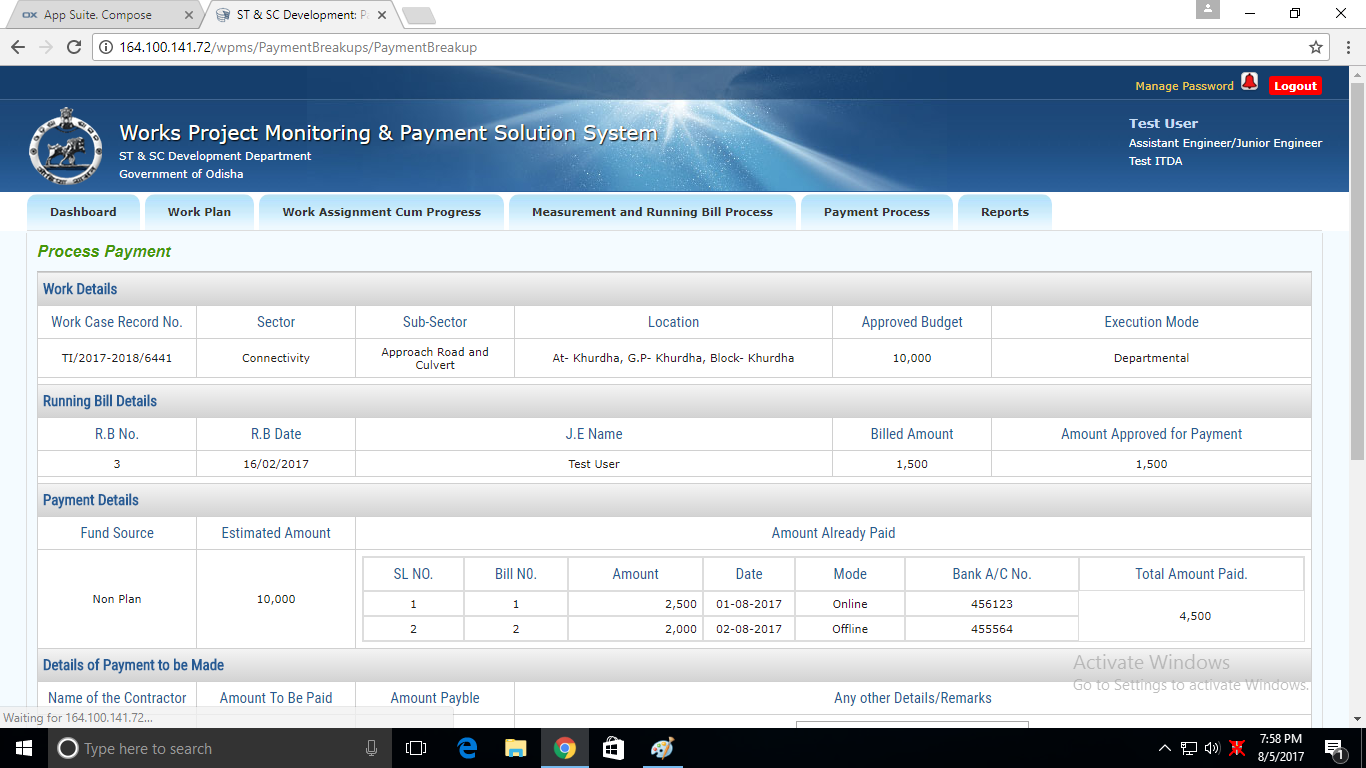 App Suite. Compose
ST & SC Development: P
164.100.141.72/wpms/PaymentBreakups/PaymentBreakup
Manage Password
Logout
Works Project Monitoring & Payment Solution System
ST & SC Development Department
Government of Odisha
Test User
Assistant Engineer/Junior Engineer
Test ITDA
Dashboard
Work Plan
Work Assignment Cum Progress
Measurement and Running Bill Process
Payment Process
Reports
Process Payment
Work Details
Work Case Record No. Sector Sub-Sector Location Approved Budget Execution Mode
TI/2017-2018/6441 Connectivity Approach Road and At- Khurdha, G.P- Khurdha, Block- Khurdha 10,000 Departmental
Culvert
Running Bill Details
R.B No. R.B Date J.E Name Billed Amount Amount Approved for Payment
3 16/02/2017 Test User 1,500 1,500
Payment Details
Fund Source Estimated Amount Amount Already Paid
Non Plan 10,000
SL NO. Bill N0. Amount Date Mode Bank A/C No. Total Amount Paid.
1 1 2,500 01-08-2017 Online 456123
4,500
2 2 2,000 02-08-2017 Offline 455564
Details of Payment to be Made
Name of the Contractor Amount To Be Paid Amount Payble Any other Details/Remarks
Activate Windows
Go to Settings to activate Windows.
Waiting for 164.100.141.72...
Type here to search
7:58 PM
8/5/2017
1